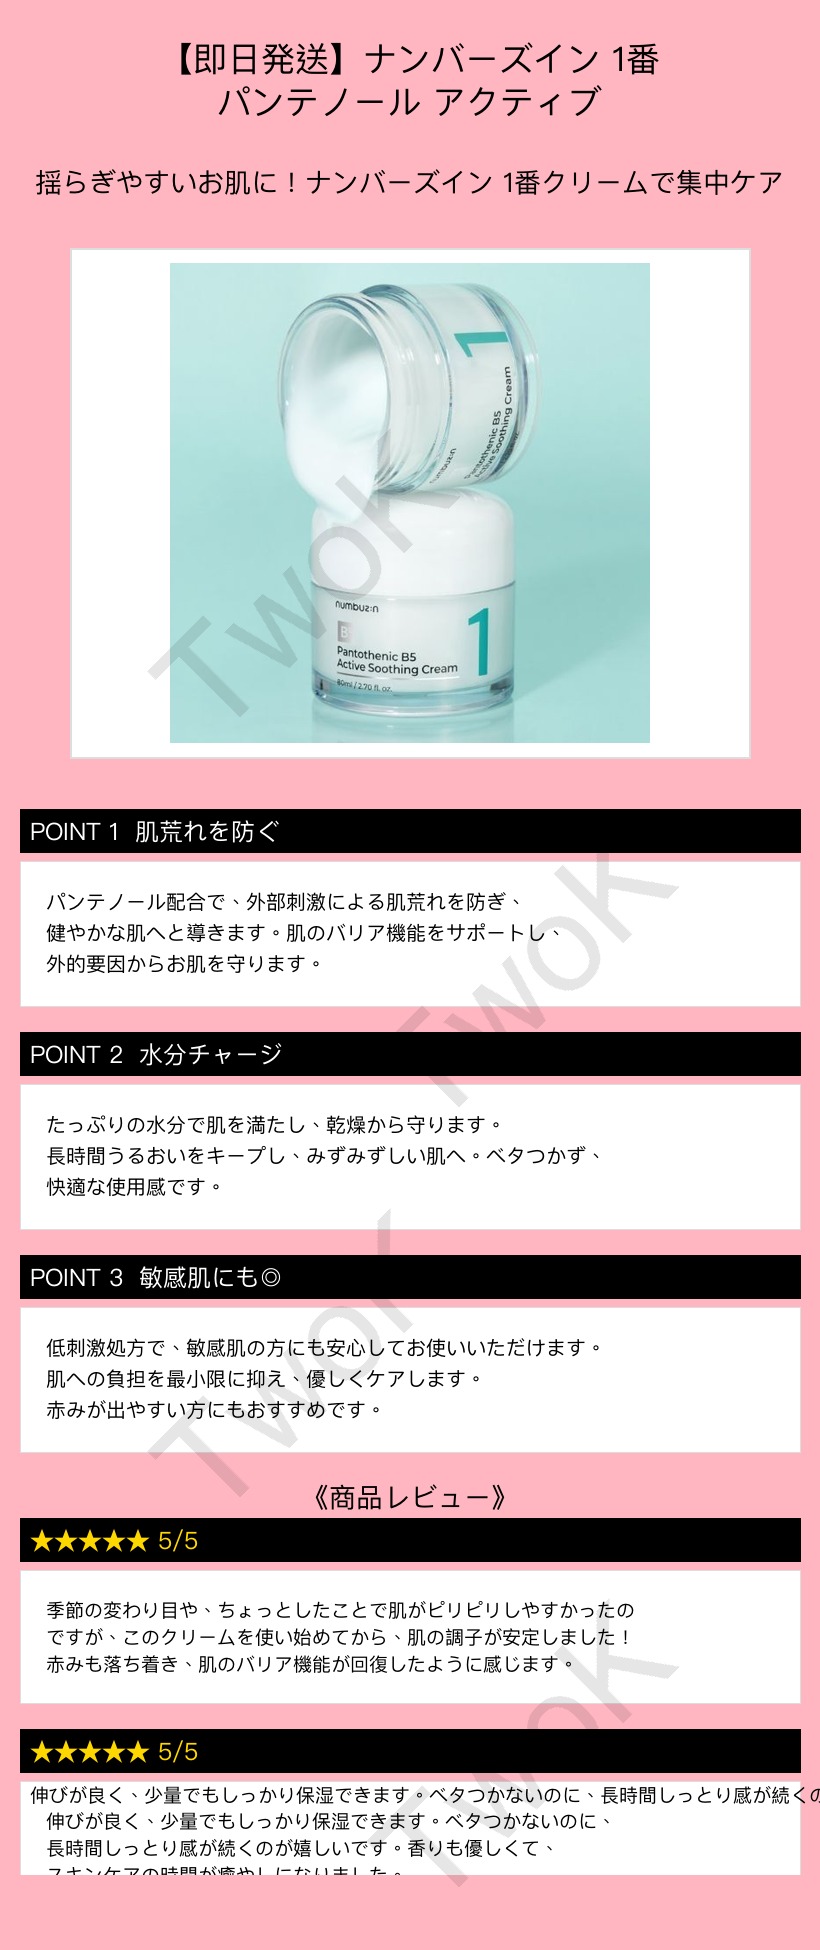 【即日発送】ナンバーズイン 1番
パンテノール アクティブ
揺らぎやすいお肌に！ナンバーズイン 1番クリームで集中ケア
1
numbuz:n
Pantothenic B5
Active Soothing Cream
numbuz:n
B5
1
Pantothenic B5
Active Soothing Cream
80ml / 2.70 fl. oz.
TwoK
POINT 1 肌荒れを防ぐ
パンテノール配合で、外部刺激による肌荒れを防ぎ、
健やかな肌へと導きます。肌のバリア機能をサポートし、
外的要因からお肌を守ります。
TwoK
POINT 2 水分チャージ
たっぷりの水分で肌を満たし、乾燥から守ります。
長時間うるおいをキープし、みずみずしい肌へ。ベタつかず、
快適な使用感です。
POINT 3 敏感肌にも◎
低刺激処方で、敏感肌の方にも安心してお使いいただけます。
肌への負担を最小限に抑え、優しくケアします。
赤みが出やすい方にもおすすめです。
TwoK
《商品レビュー》
★★★★★ 5/5
季節の変わり目や、ちょっとしたことで肌がピリピリしやすかったの
ですが、このクリームを使い始めてから、肌の調子が安定しました！
赤みも落ち着き、肌のバリア機能が回復したように感じます。
TwoK
★★★★★ 5/5
伸びが良く、少量でもしっかり保湿できます。ベタつかないのに、長時間しっとり感が続くの
伸びが良く、少量でもしっかり保湿できます。ベタつかないのに、
長時間しっとり感が続くのが嬉しいです。香りも優しくて、
スキンケアの時間が癒やしになりました。